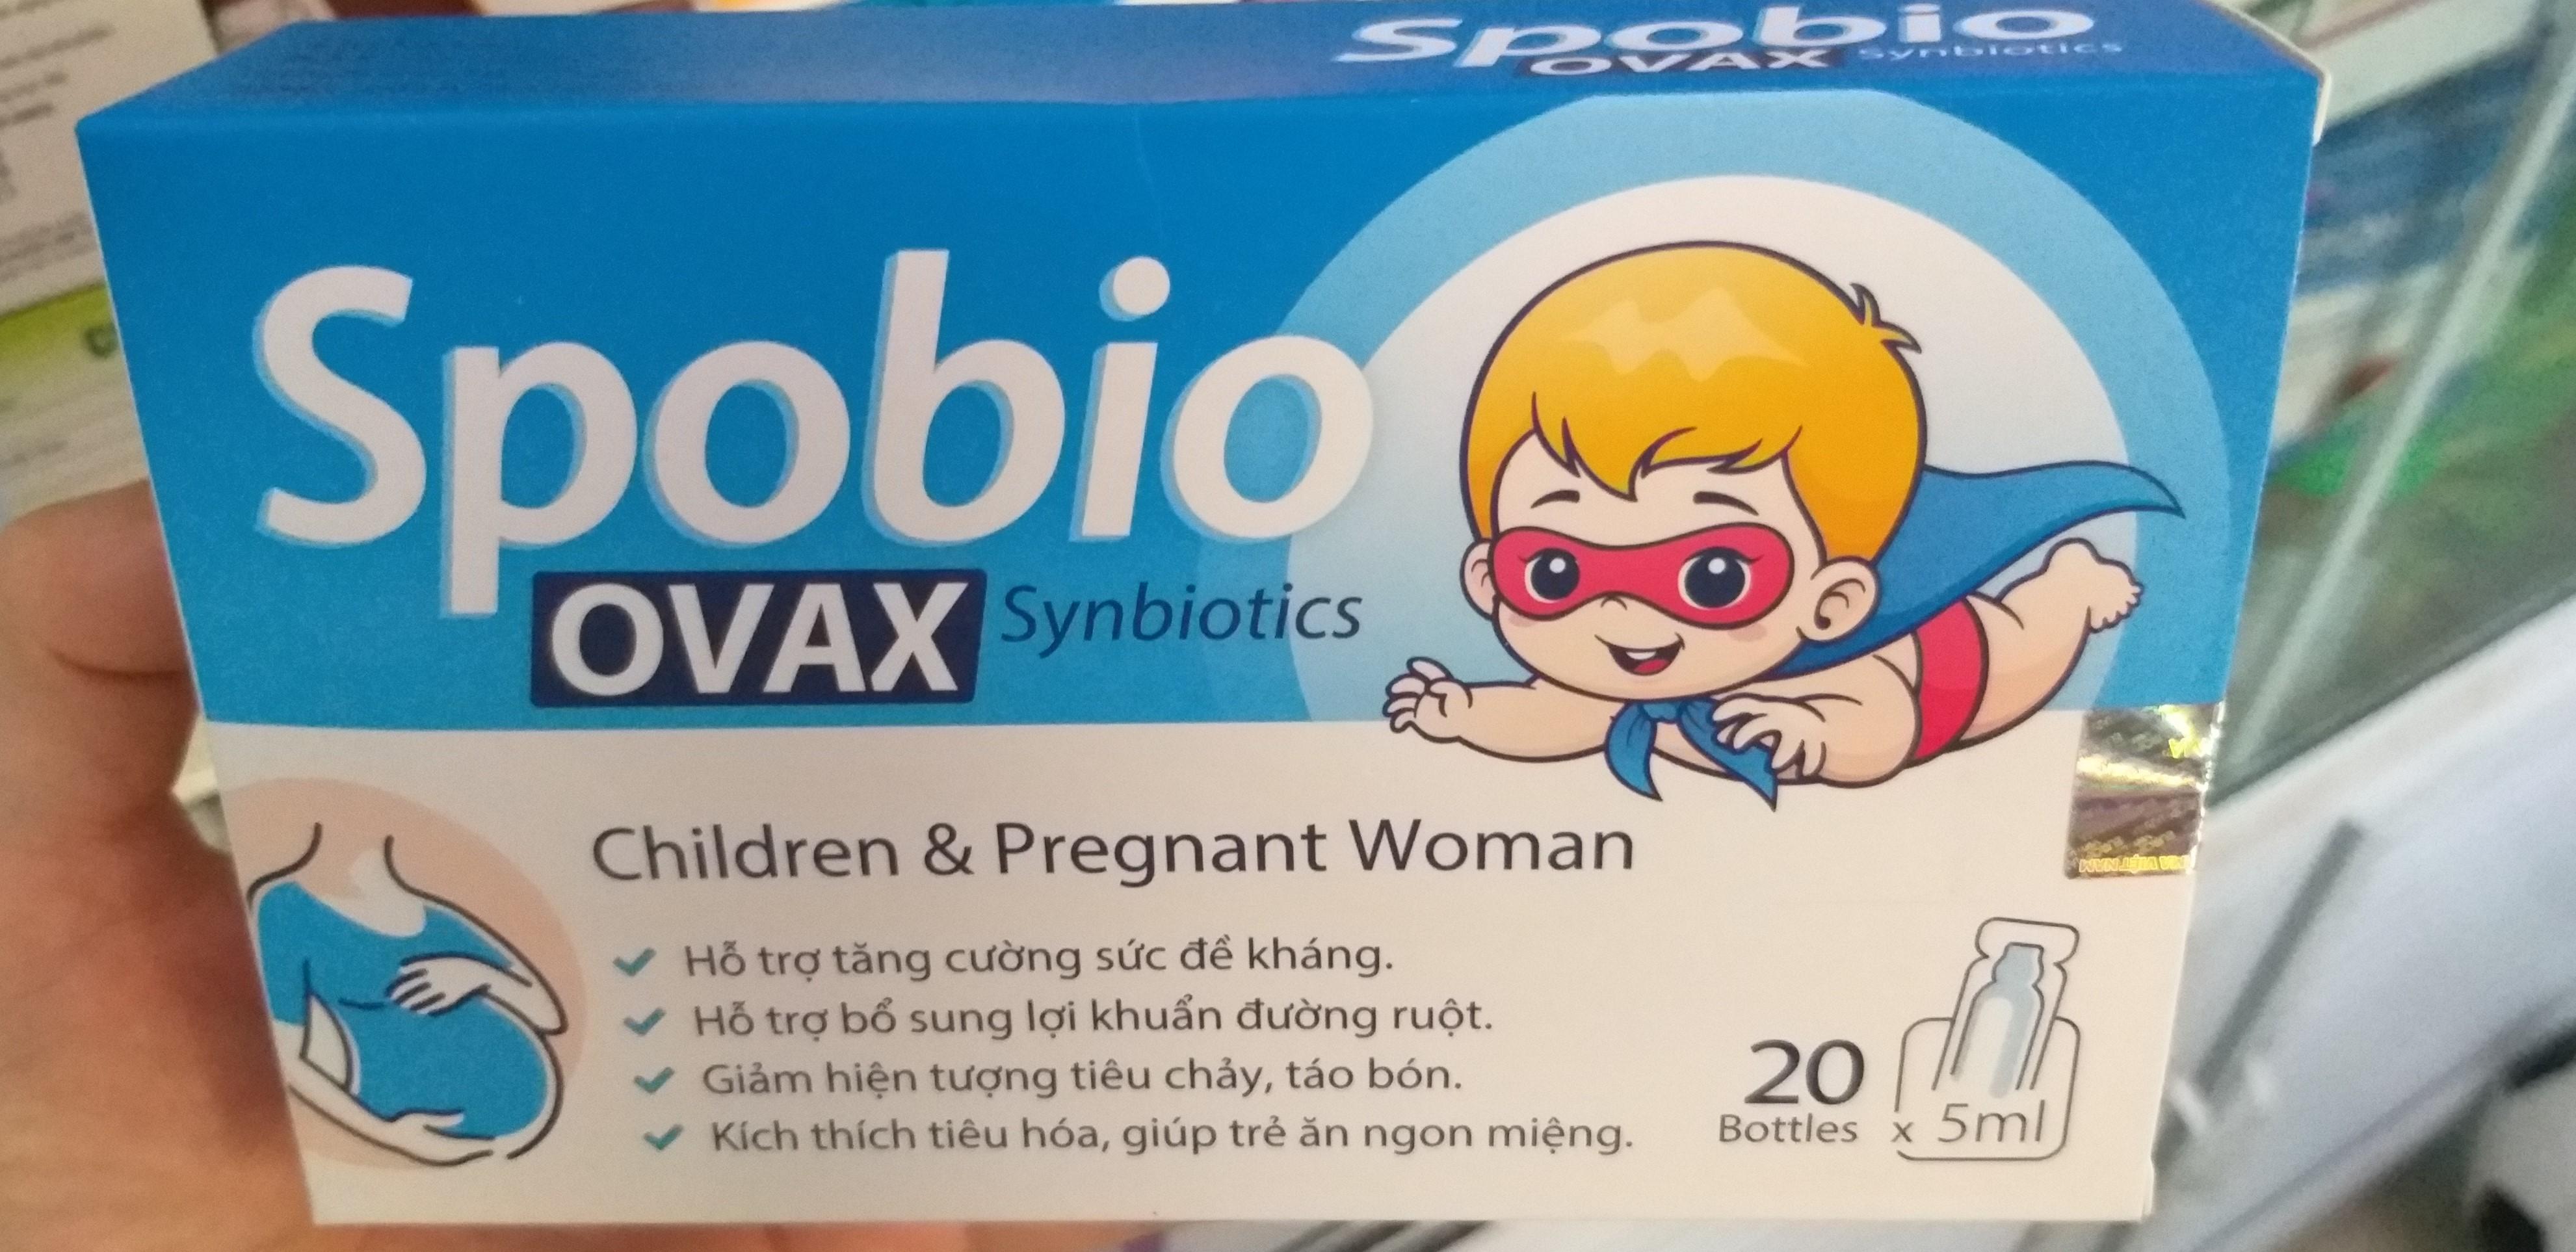 Spobio
OVAX Synbiotics
Spobio
OVAX Synbiotics
Children & Pregnant Woman
Hỗ trợ tăng cường sức đề kháng.
Hỗ trợ bổ sung lợi khuẩn đường ruột.
Giảm hiện tượng tiêu chảy, táo bón.
Kích thích tiêu hóa, giúp trẻ ăn ngon miệng.
20
Bottles x 5ml